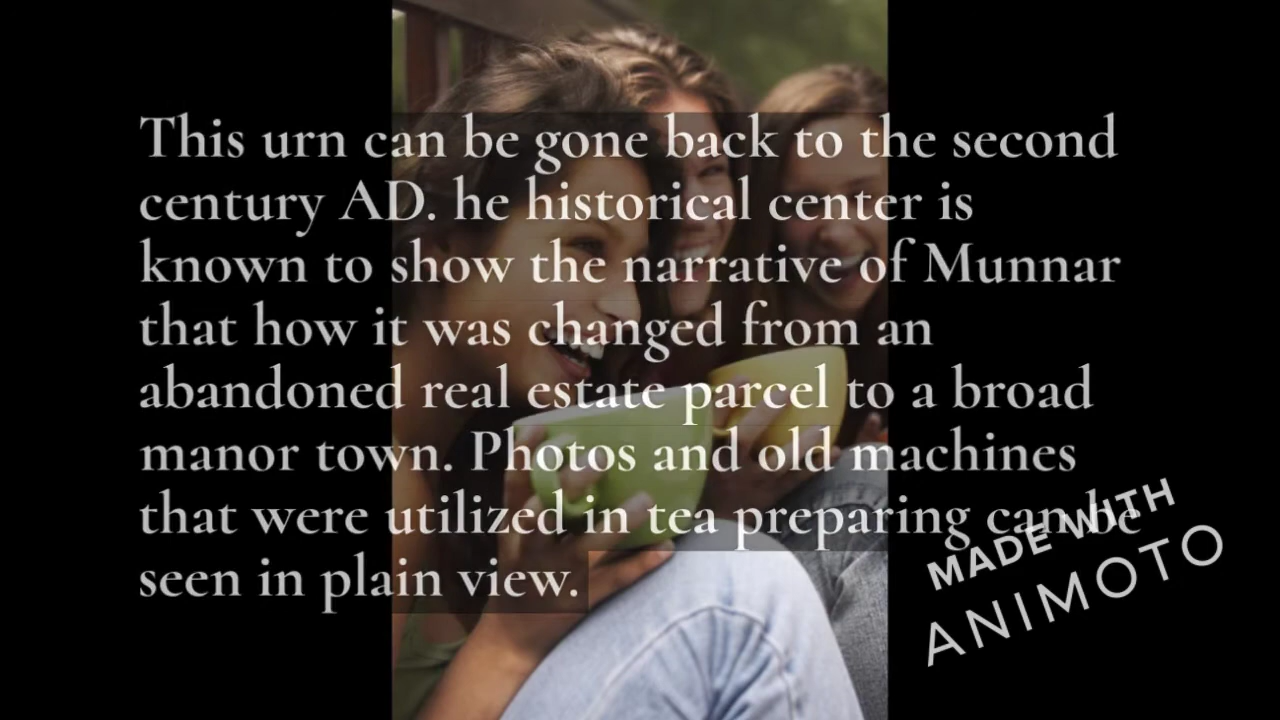 This urn can be gone back to the second
century AD. he historical center is
known to show the narrative of Munnar
that how it was changed from an
abandoned real estate parcel to a broad
manor town. Photos and old machines
that were utilized in tea preparing can be
seen in plain view.
MADE WITH
ANIMOTO